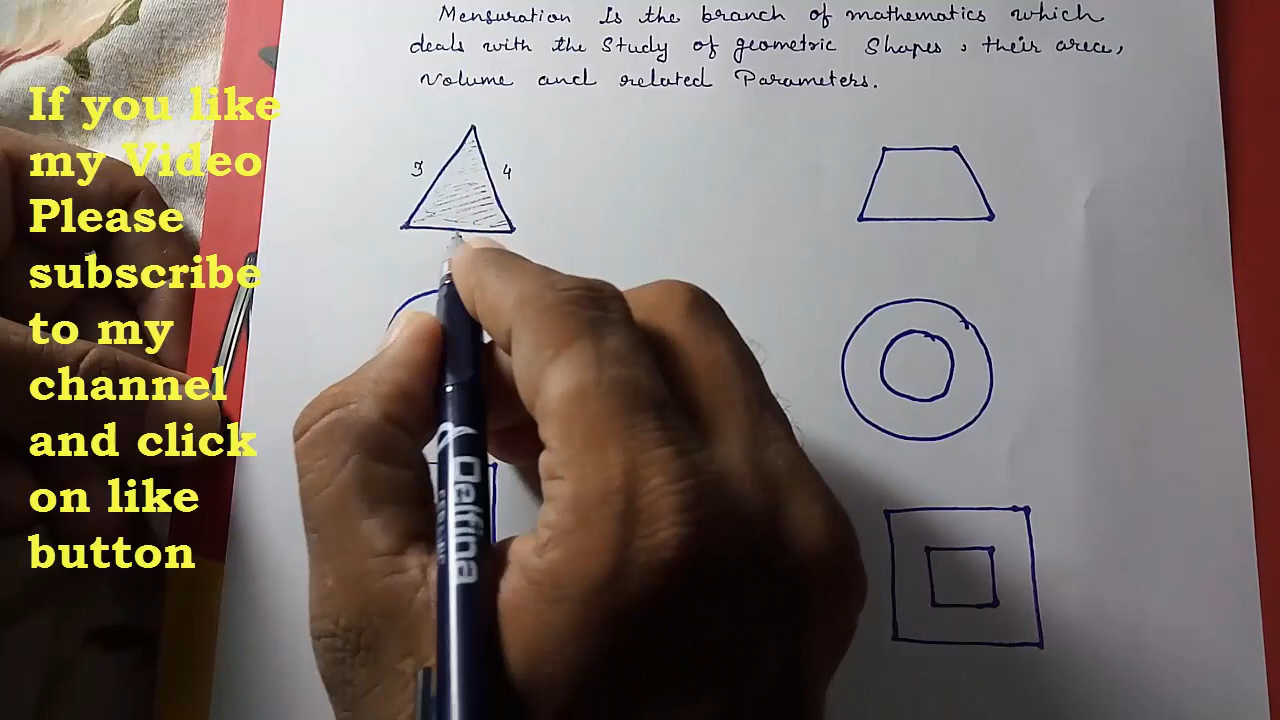 Mensuration Is the branch of mathematics which
deals with the Study of geometric Shapes, their area,
Volume and related Parameters.
If you like
my Video
Please
subscribe
to my
channel
and click
on like
button
3 4
Delfina